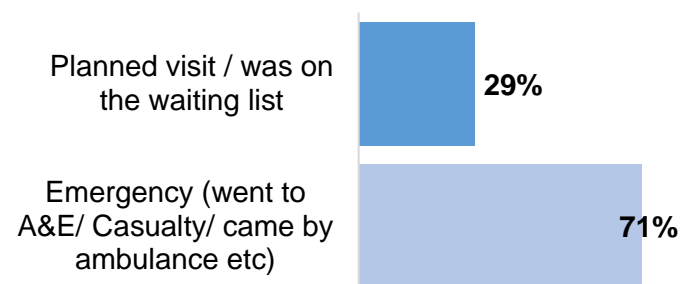 Planned visit / was on
the waiting list
29%
Emergency (went to
A&E/ Casualty/ came by
ambulance etc)
71%